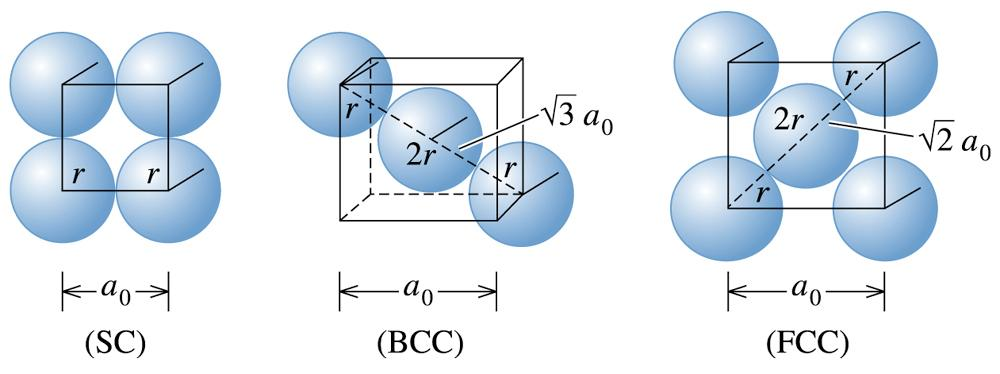 r r
a₀
(SC)
r
2r
r
√3 a₀
a₀
(BCC)
r
2r
r
√2 a₀
a₀
(FCC)